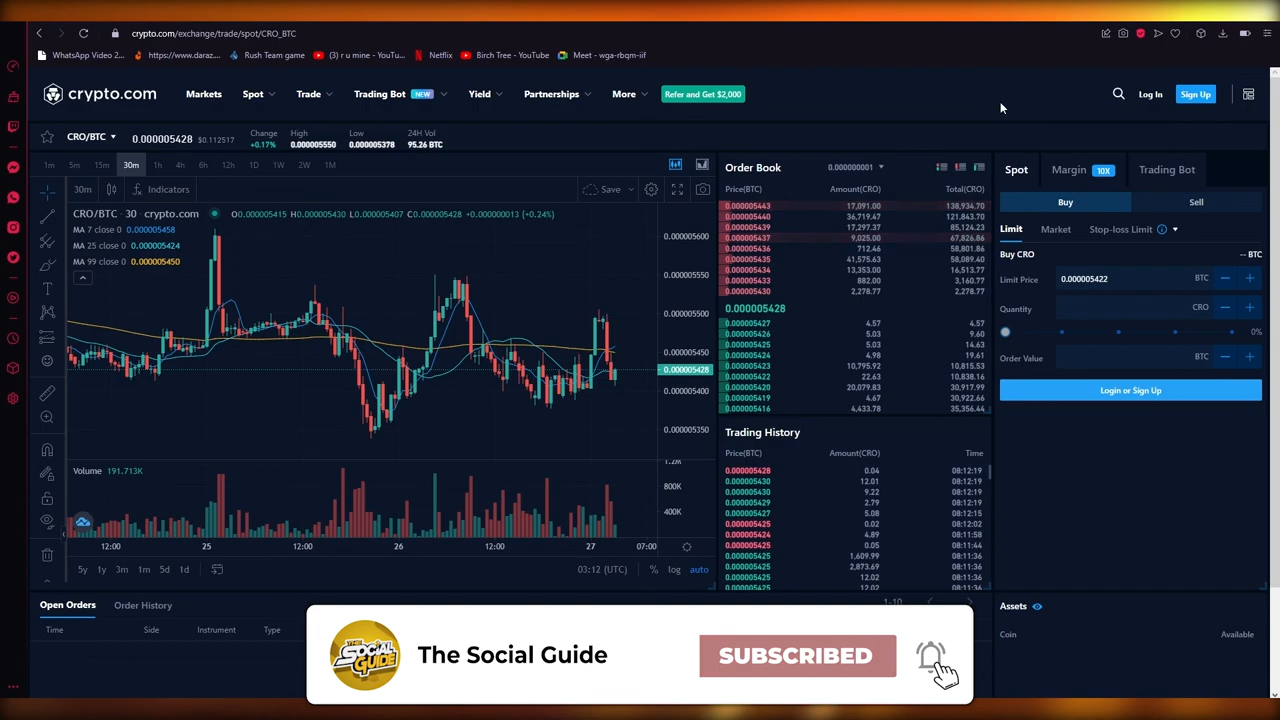 crypto.com/exchange/trade/spot/CRO_BTC
WhatsApp Video 2...
https://www.daraz...
Rush Team game
(3) r u mine - YouTu...
Netflix
Birch Tree - YouTube
Meet - wga-rbqm-iif
crypto.com
Markets
Spot
Trade
Trading Bot NEW
Yield
Partnerships
More
Refer and Get $2,000
Log In
Sign Up
CRO/BTC
0.000005428 $0.112517
Change +0.17%
High 0.000005550
Low 0.000005378
24H Vol 95.26 BTC
1m 5m 15m 30m 1h 4h 6h 12h 1D 1W 2W 1M
30m Indicators Save
CRO/BTC · 30 · crypto.com O0.000005415 H0.000005430 L0.000005407 C0.000005428 +0.000000013 (+0.24%)
MA 7 close 0 0.000005458
MA 25 close 0 0.000005424
MA 99 close 0 0.000005450
0.000005600
0.000005550
0.000005500
0.000005450
0.000005428
0.000005400
0.000005350
Volume 191.713K
1.2M
800K
400K
12:00 25 12:00 26 12:00 27 07:00
5y 1y 3m 1m 5d 1d
03:12 (UTC) % log auto
Order Book 0.000000001
Price(BTC) Amount(CRO) Total(CRO)
0.000005443 17,091.00 138,934.70
0.000005440 36,719.47 121,843.70
0.000005439 17,297.37 85,124.23
0.000005437 9,025.00 67,826.86
0.000005436 712.46 58,801.86
0.000005435 41,575.63 58,089.40
0.000005434 13,353.00 16,513.77
0.000005433 882.00 3,160.77
0.000005430 2,278.77 2,278.77
0.000005428
0.000005427 4.57 4.57
0.000005426 5.03 9.60
0.000005425 5.03 14.63
0.000005424 4.98 19.61
0.000005423 10,795.92 10,815.53
0.000005422 22.63 10,838.16
0.000005420 20,079.83 30,917.99
0.000005419 4.67 30,922.66
0.000005416 4,433.78 35,356.44
Trading History
Price(BTC) Amount(CRO) Time
0.000005428 0.04 08:12:19
0.000005430 12.01 08:12:19
0.000005430 9.22 08:12:19
0.000005429 2.79 08:12:19
0.000005427 5.08 08:12:15
0.000005425 0.02 08:12:02
0.000005424 4.89 08:11:58
0.000005425 0.05 08:11:44
0.000005425 1,609.99 08:11:36
0.000005425 2,873.69 08:11:36
0.000005425 12.02 08:11:36
0.000005425 12.02 08:11:36
1-10
Spot
Margin 10X
Trading Bot
Buy
Sell
Limit
Market
Stop-loss Limit
Buy CRO -- BTC
Limit Price 0.000005422 BTC
Quantity CRO
0%
Order Value BTC
Login or Sign Up
Open Orders
Order History
Time Side Instrument Type
Assets
Coin Available
THE SOCIAL GUIDE
The Social Guide
SUBSCRIBED